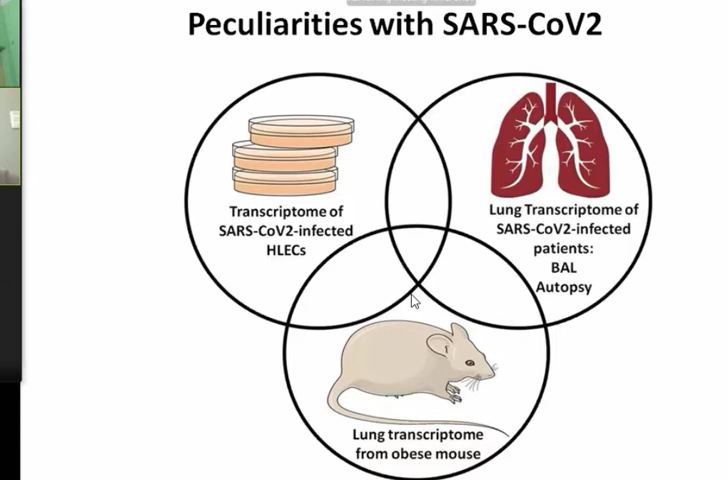 Peculiarities with SARS-CoV2
Transcriptome of
SARS-CoV2-infected
HLECs
Lung Transcriptome of
SARS-CoV2-infected
patients:
BAL
Autopsy
Lung transcriptome
from obese mouse